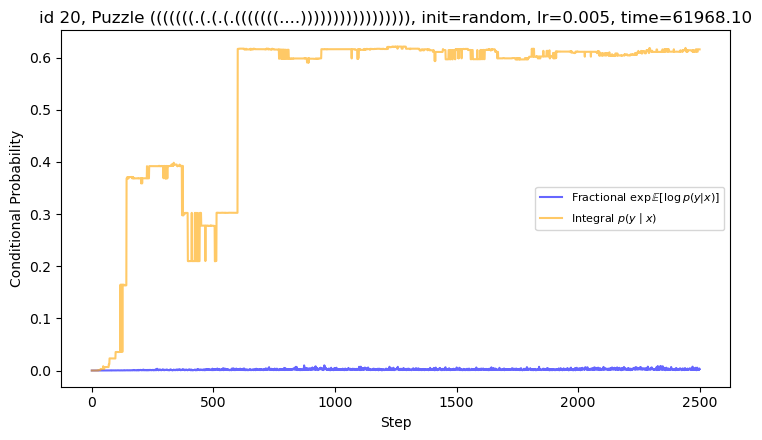 id 20, Puzzle (((((((.(.(.(.(((((((....))))))))))))))))), init=random, lr=0.005, time=61968.10
Conditional Probability
0.6
0.5
0.4
0.3
0.2
0.1
0.0
Fractional exp𝔼[log p(y|x)]
Integral p(y | x)
0 500 1000 1500 2000 2500
Step